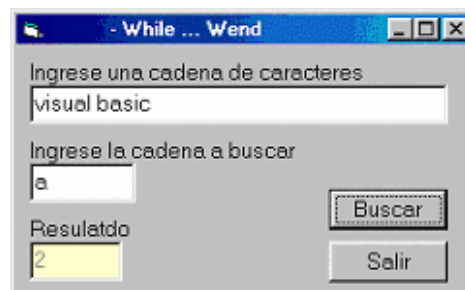 - While ... Wend
Ingrese una cadena de caracteres
visual basic
Ingrese la cadena a buscar
a
Buscar
Resulatdo
2
Salir